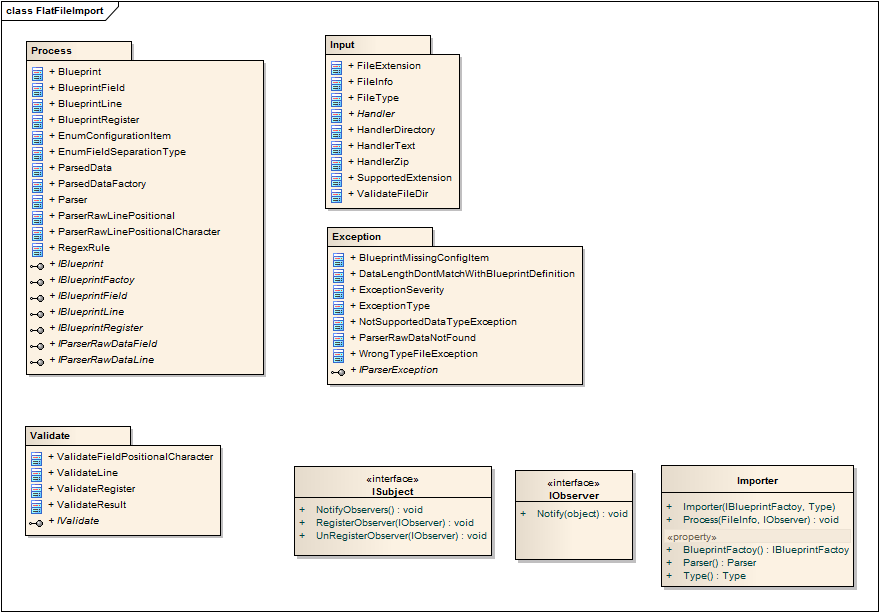 class FlatFileImport
Process
+ Blueprint
+ BlueprintField
+ BlueprintLine
+ BlueprintRegister
+ EnumConfigurationItem
+ EnumFieldSeparationType
+ ParsedData
+ ParsedDataFactory
+ Parser
+ ParserRawLinePositional
+ ParserRawLinePositionalCharacter
+ RegexRule
+ IBlueprint
+ IBlueprintFactoy
+ IBlueprintField
+ IBlueprintLine
+ IBlueprintRegister
+ IParserRawDataField
+ IParserRawDataLine
Input
+ FileExtension
+ FileInfo
+ FileType
+ Handler
+ HandlerDirectory
+ HandlerText
+ HandlerZip
+ SupportedExtension
+ ValidateFileDir
Exception
+ BlueprintMissingConfigItem
+ DataLengthDontMatchWithBlueprintDefinition
+ ExceptionSeverity
+ ExceptionType
+ NotSupportedDataTypeException
+ ParserRawDataNotFound
+ WrongTypeFileException
+ IParserException
Validate
+ ValidateFieldPositionalCharacter
+ ValidateLine
+ ValidateRegister
+ ValidateResult
+ IValidate
«interface»
ISubject
+ NotifyObservers() : void
+ RegisterObserver(IObserver) : void
+ UnRegisterObserver(IObserver) : void
«interface»
IObserver
+ Notify(object) : void
Importer
+ Importer(IBlueprintFactoy, Type)
+ Process(FileInfo, IObserver) : void
«property»
+ BlueprintFactoy() : IBlueprintFactoy
+ Parser() : Parser
+ Type() : Type